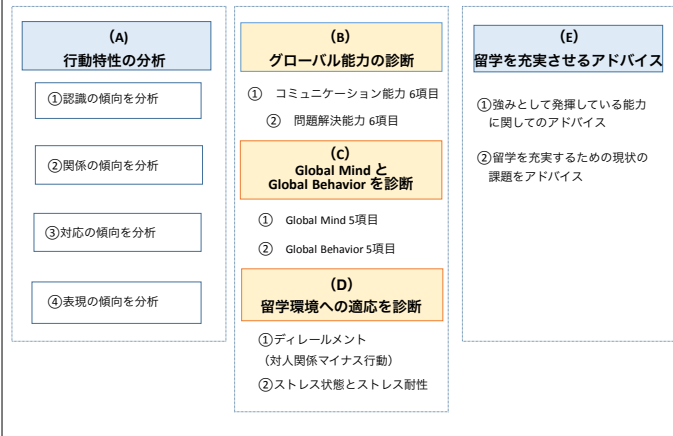 (A)
行動特性の分析
①認識の傾向を分析
②関係の傾向を分析
③対応の傾向を分析
④表現の傾向を分析
(B)
グローバル能力の診断
① コミュニケーション能力 6項目
② 問題解決能力 6項目
(C)
Global Mind と
Global Behavior を診断
① Global Mind 5項目
② Global Behavior 5項目
(D)
留学環境への適応を診断
①ディレールメント
（対人関係マイナス行動）
②ストレス状態とストレス耐性
(E)
留学を充実させるアドバイス
①強みとして発揮している能力
に関してのアドバイス
②留学を充実するための現状の
課題をアドバイス